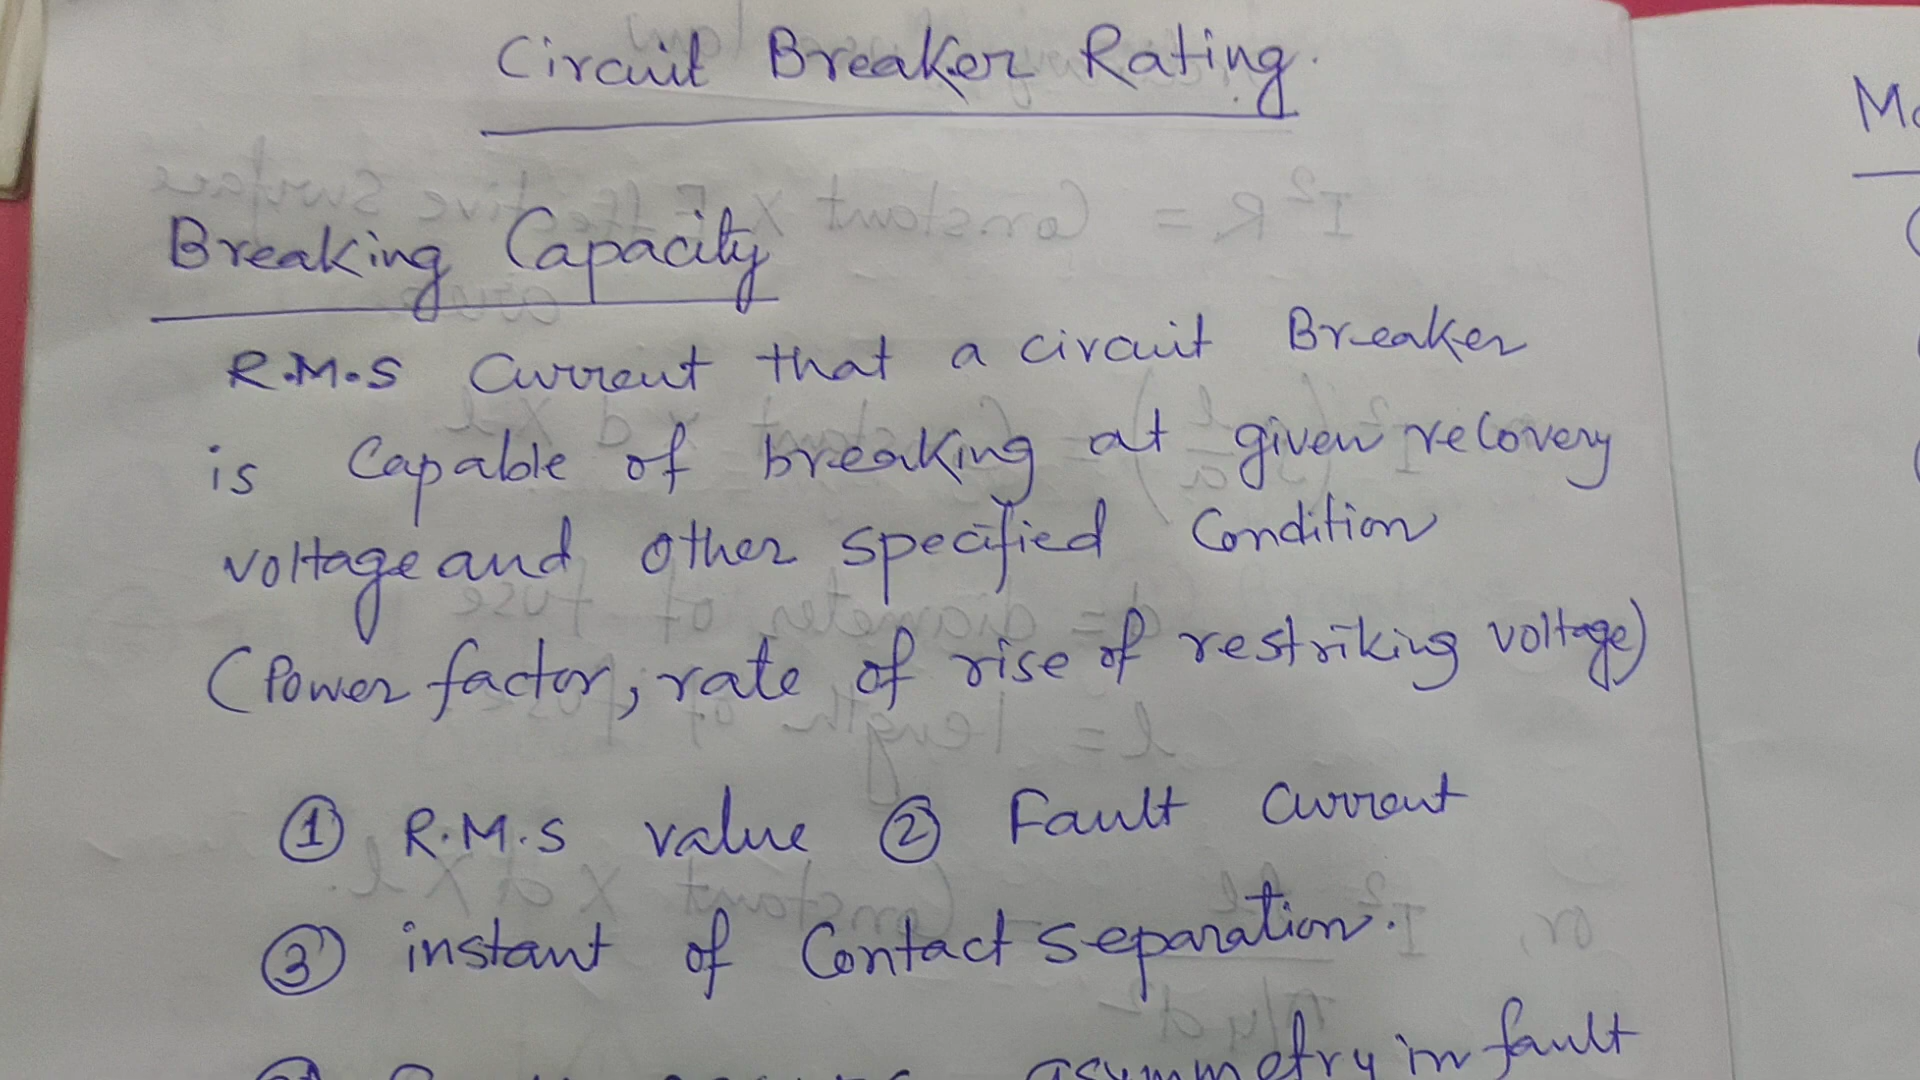 Circuit Breaker Rating.
Breaking Capacity
R.M.S Current that a circuit Breaker
is Capable of breaking at given recovery
voltage and other specified Condition
(Power factor, rate of rise of restriking voltage)
① R.M.S value ② Fault Current
③ instant of Contact separation.
asymmetry in fault